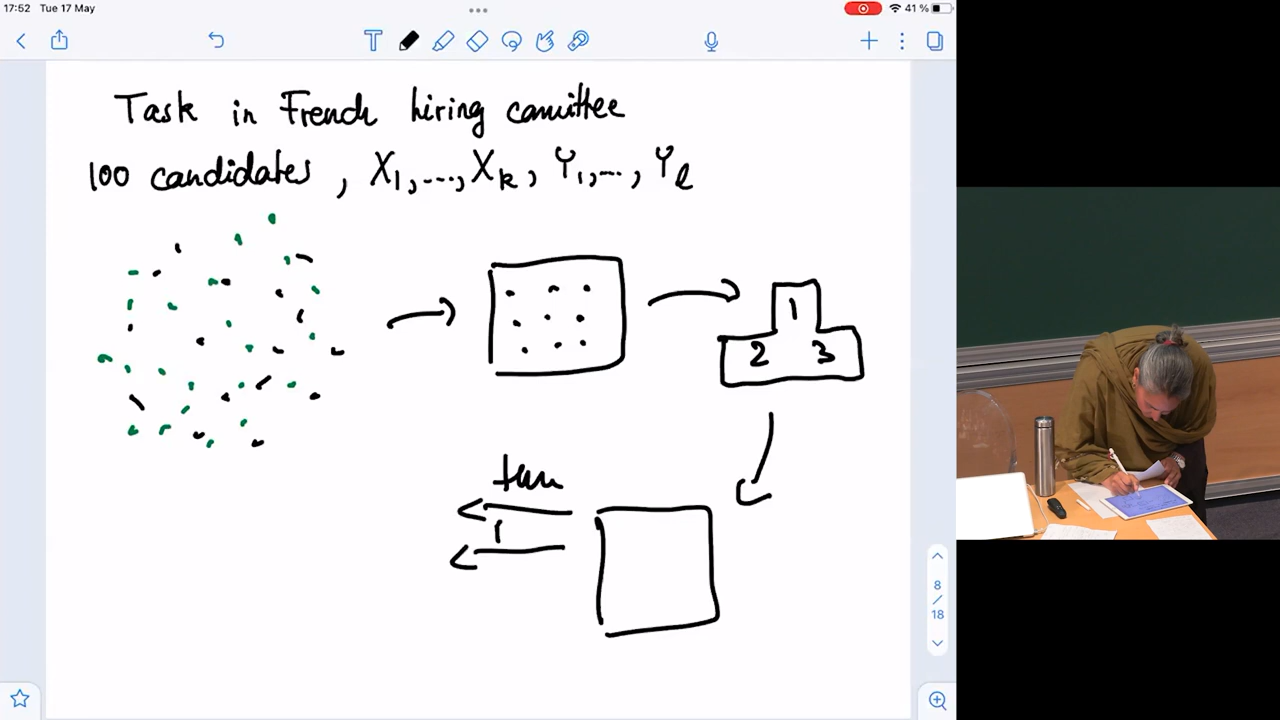 17:52 Tue 17 May
41 %
T
Task in French hiring committee
100 candidates , X1,..., Xk, Y1,..., Yl
1
2 3
8
/
18